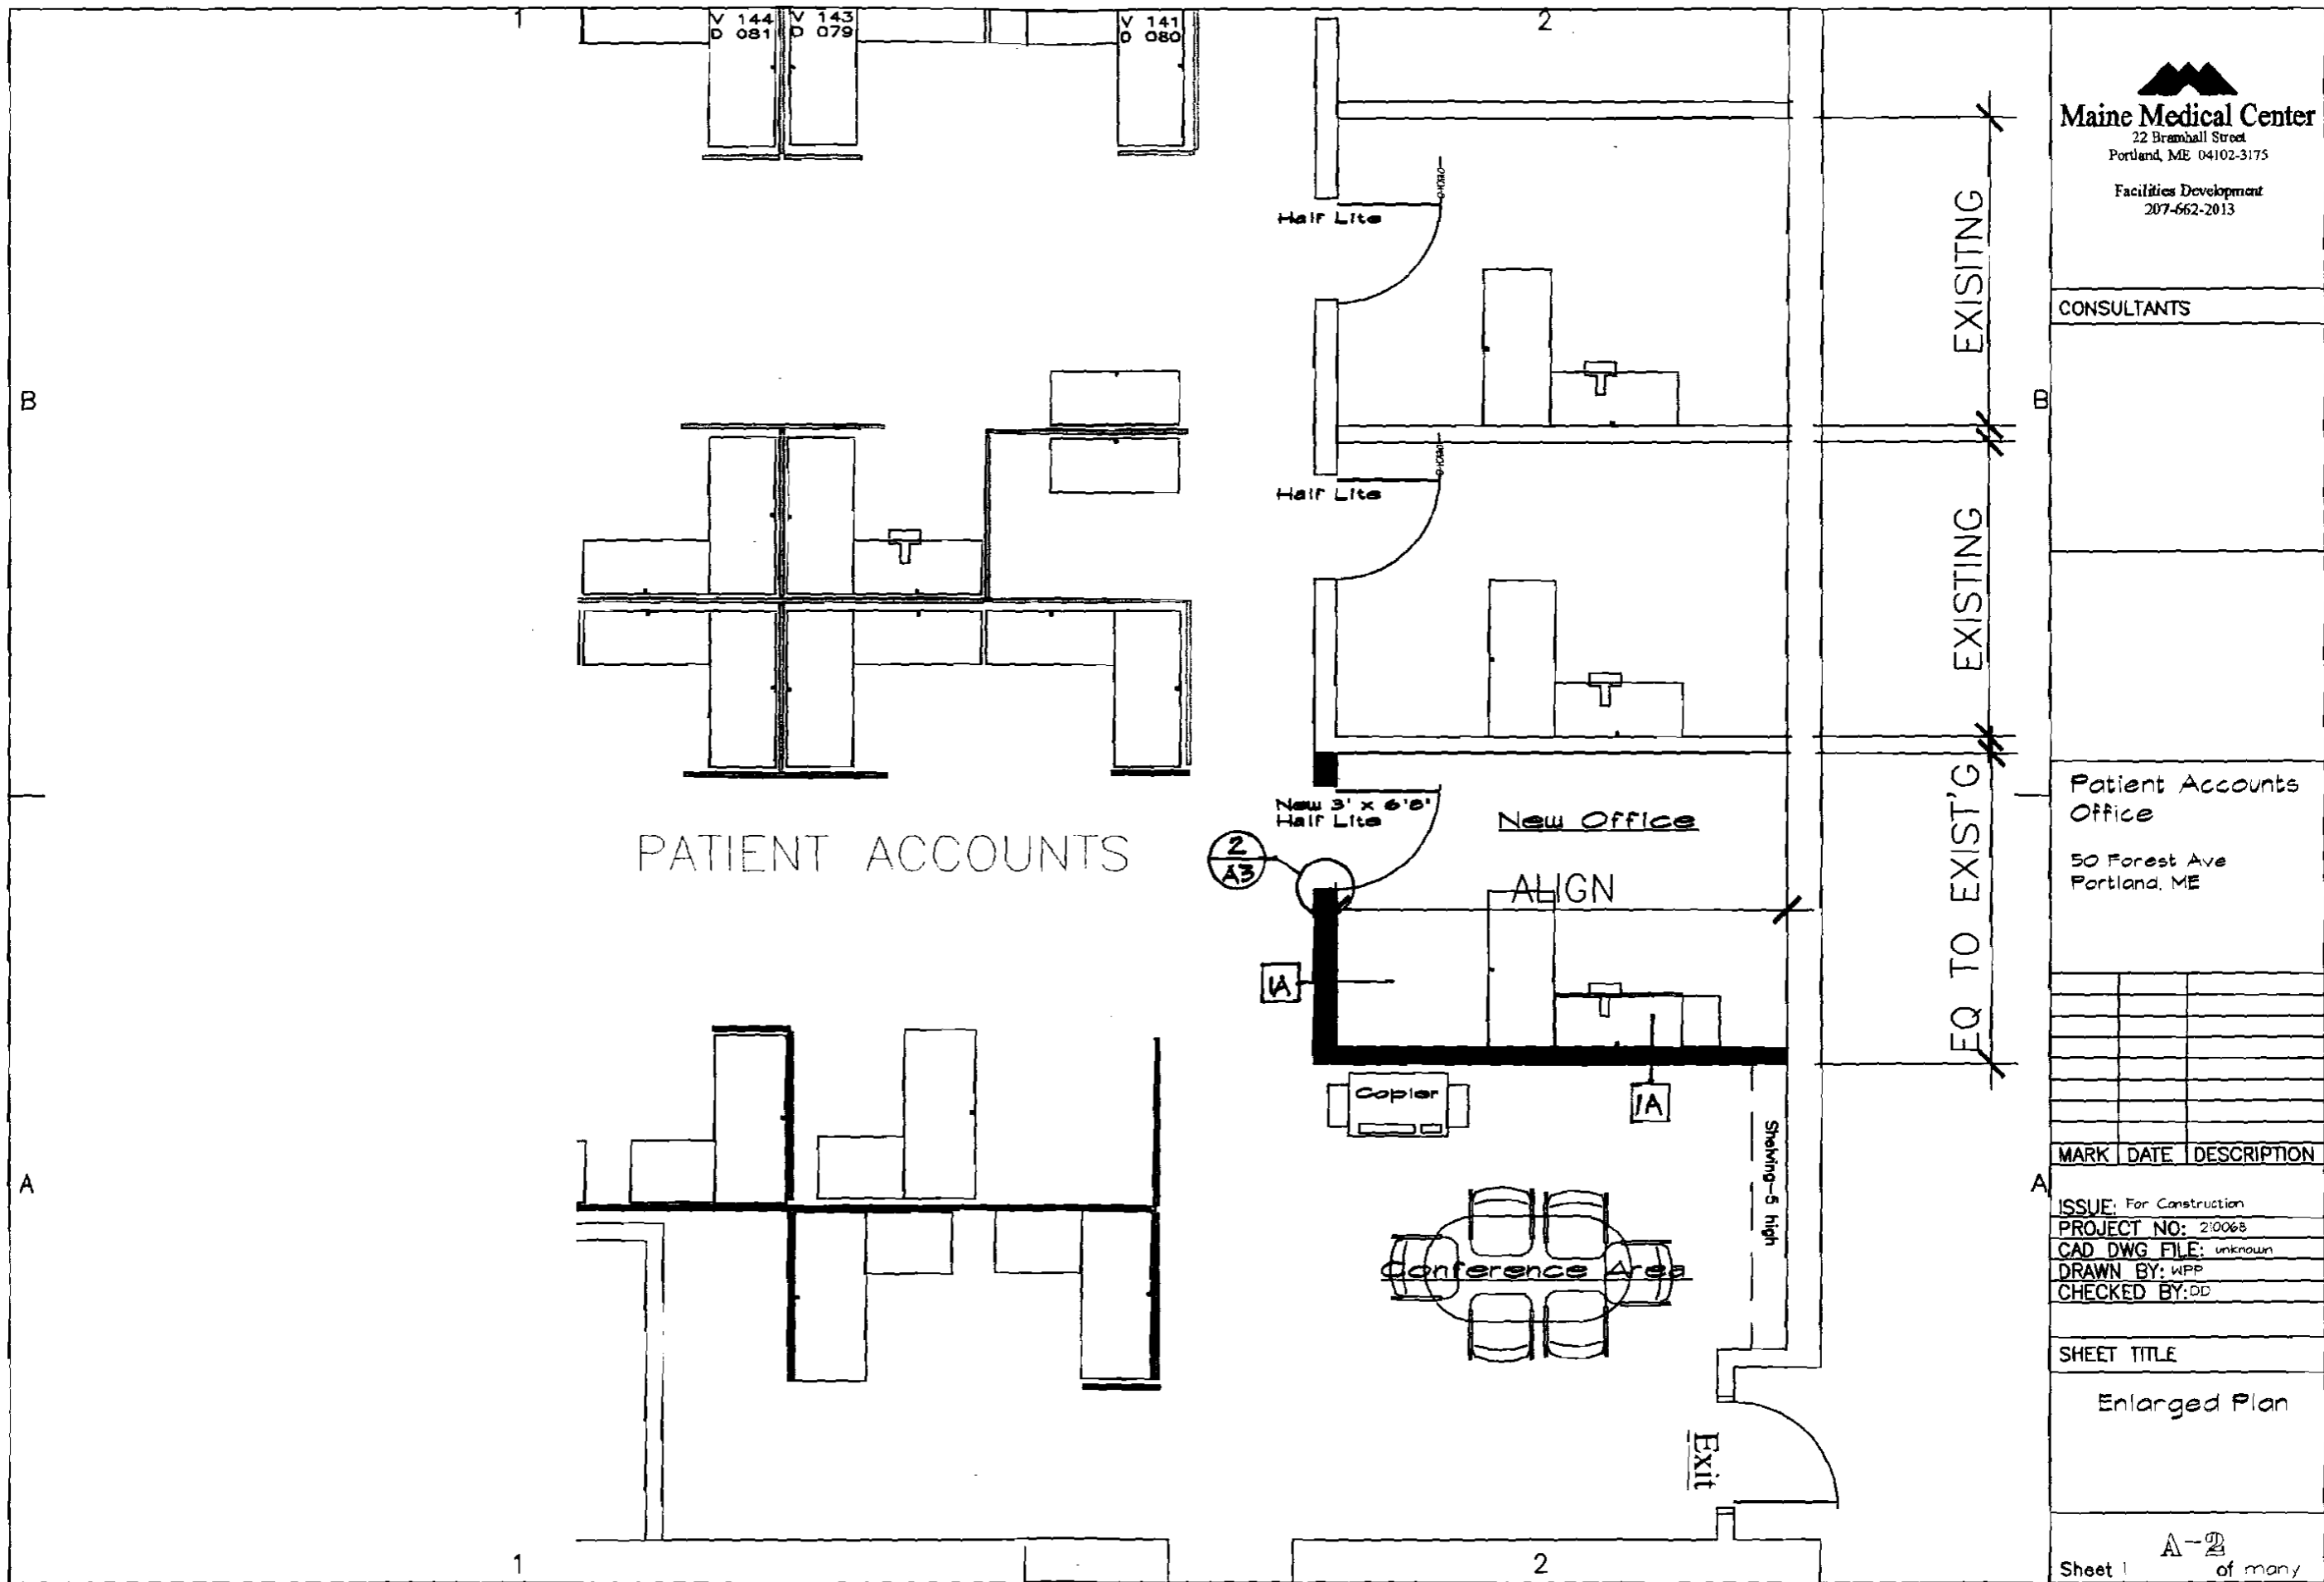 1
2
V 144
D 081
V 143
D 079
V 141
D 080
Half Lite
EXISITNG
B
B
Half Lite
EXISTING
New 3' x 6'8"
Half Lite
New Office
PATIENT ACCOUNTS
2
A3
ALIGN
EQ TO EXIST'G
1A
Copier
1A
Shelving-5 high
A
A
Conference Area
Exit
1
2
Maine Medical Center
22 Bramhall Street
Portland, ME 04102-3175
Facilities Development
207-662-2013
CONSULTANTS
Patient Accounts
Office
50 Forest Ave
Portland, ME
MARK DATE DESCRIPTION
ISSUE: For Construction
PROJECT NO: 210068
CAD DWG FILE: unknown
DRAWN BY: WPP
CHECKED BY: DD
SHEET TITLE
Enlarged Plan
A-2
Sheet 1 of many